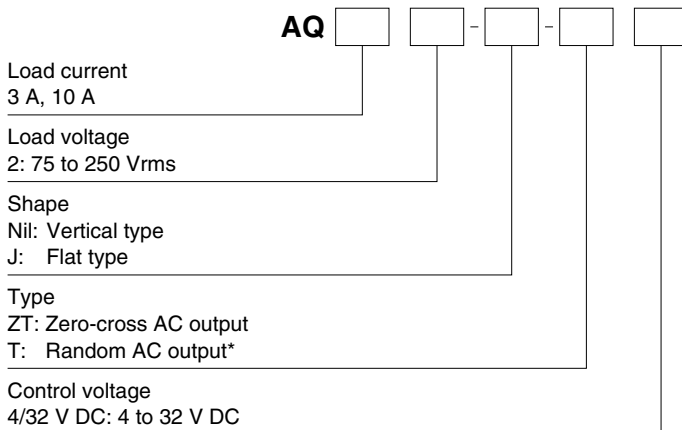 AQ - -
Load current
3 A, 10 A
Load voltage
2: 75 to 250 Vrms
Shape
Nil: Vertical type
J: Flat type
Type
ZT: Zero-cross AC output
T: Random AC output*
Control voltage
4/32 V DC: 4 to 32 V DC